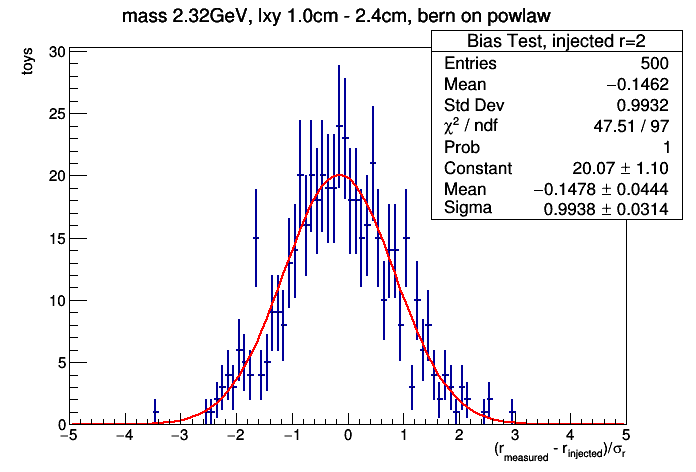 mass 2.32GeV, lxy 1.0cm - 2.4cm, bern on powlaw
Bias Test, injected r=2
Entries 500
Mean −0.1462
Std Dev 0.9932
χ² / ndf 47.51 / 97
Prob 1
Constant 20.07 ± 1.10
Mean −0.1478 ± 0.0444
Sigma 0.9938 ± 0.0314
toys
30
25
20
15
10
5
0
−5 −4 −3 −2 −1 0 1 2 3 4 5
(r_measured - r_injected)/σ_r